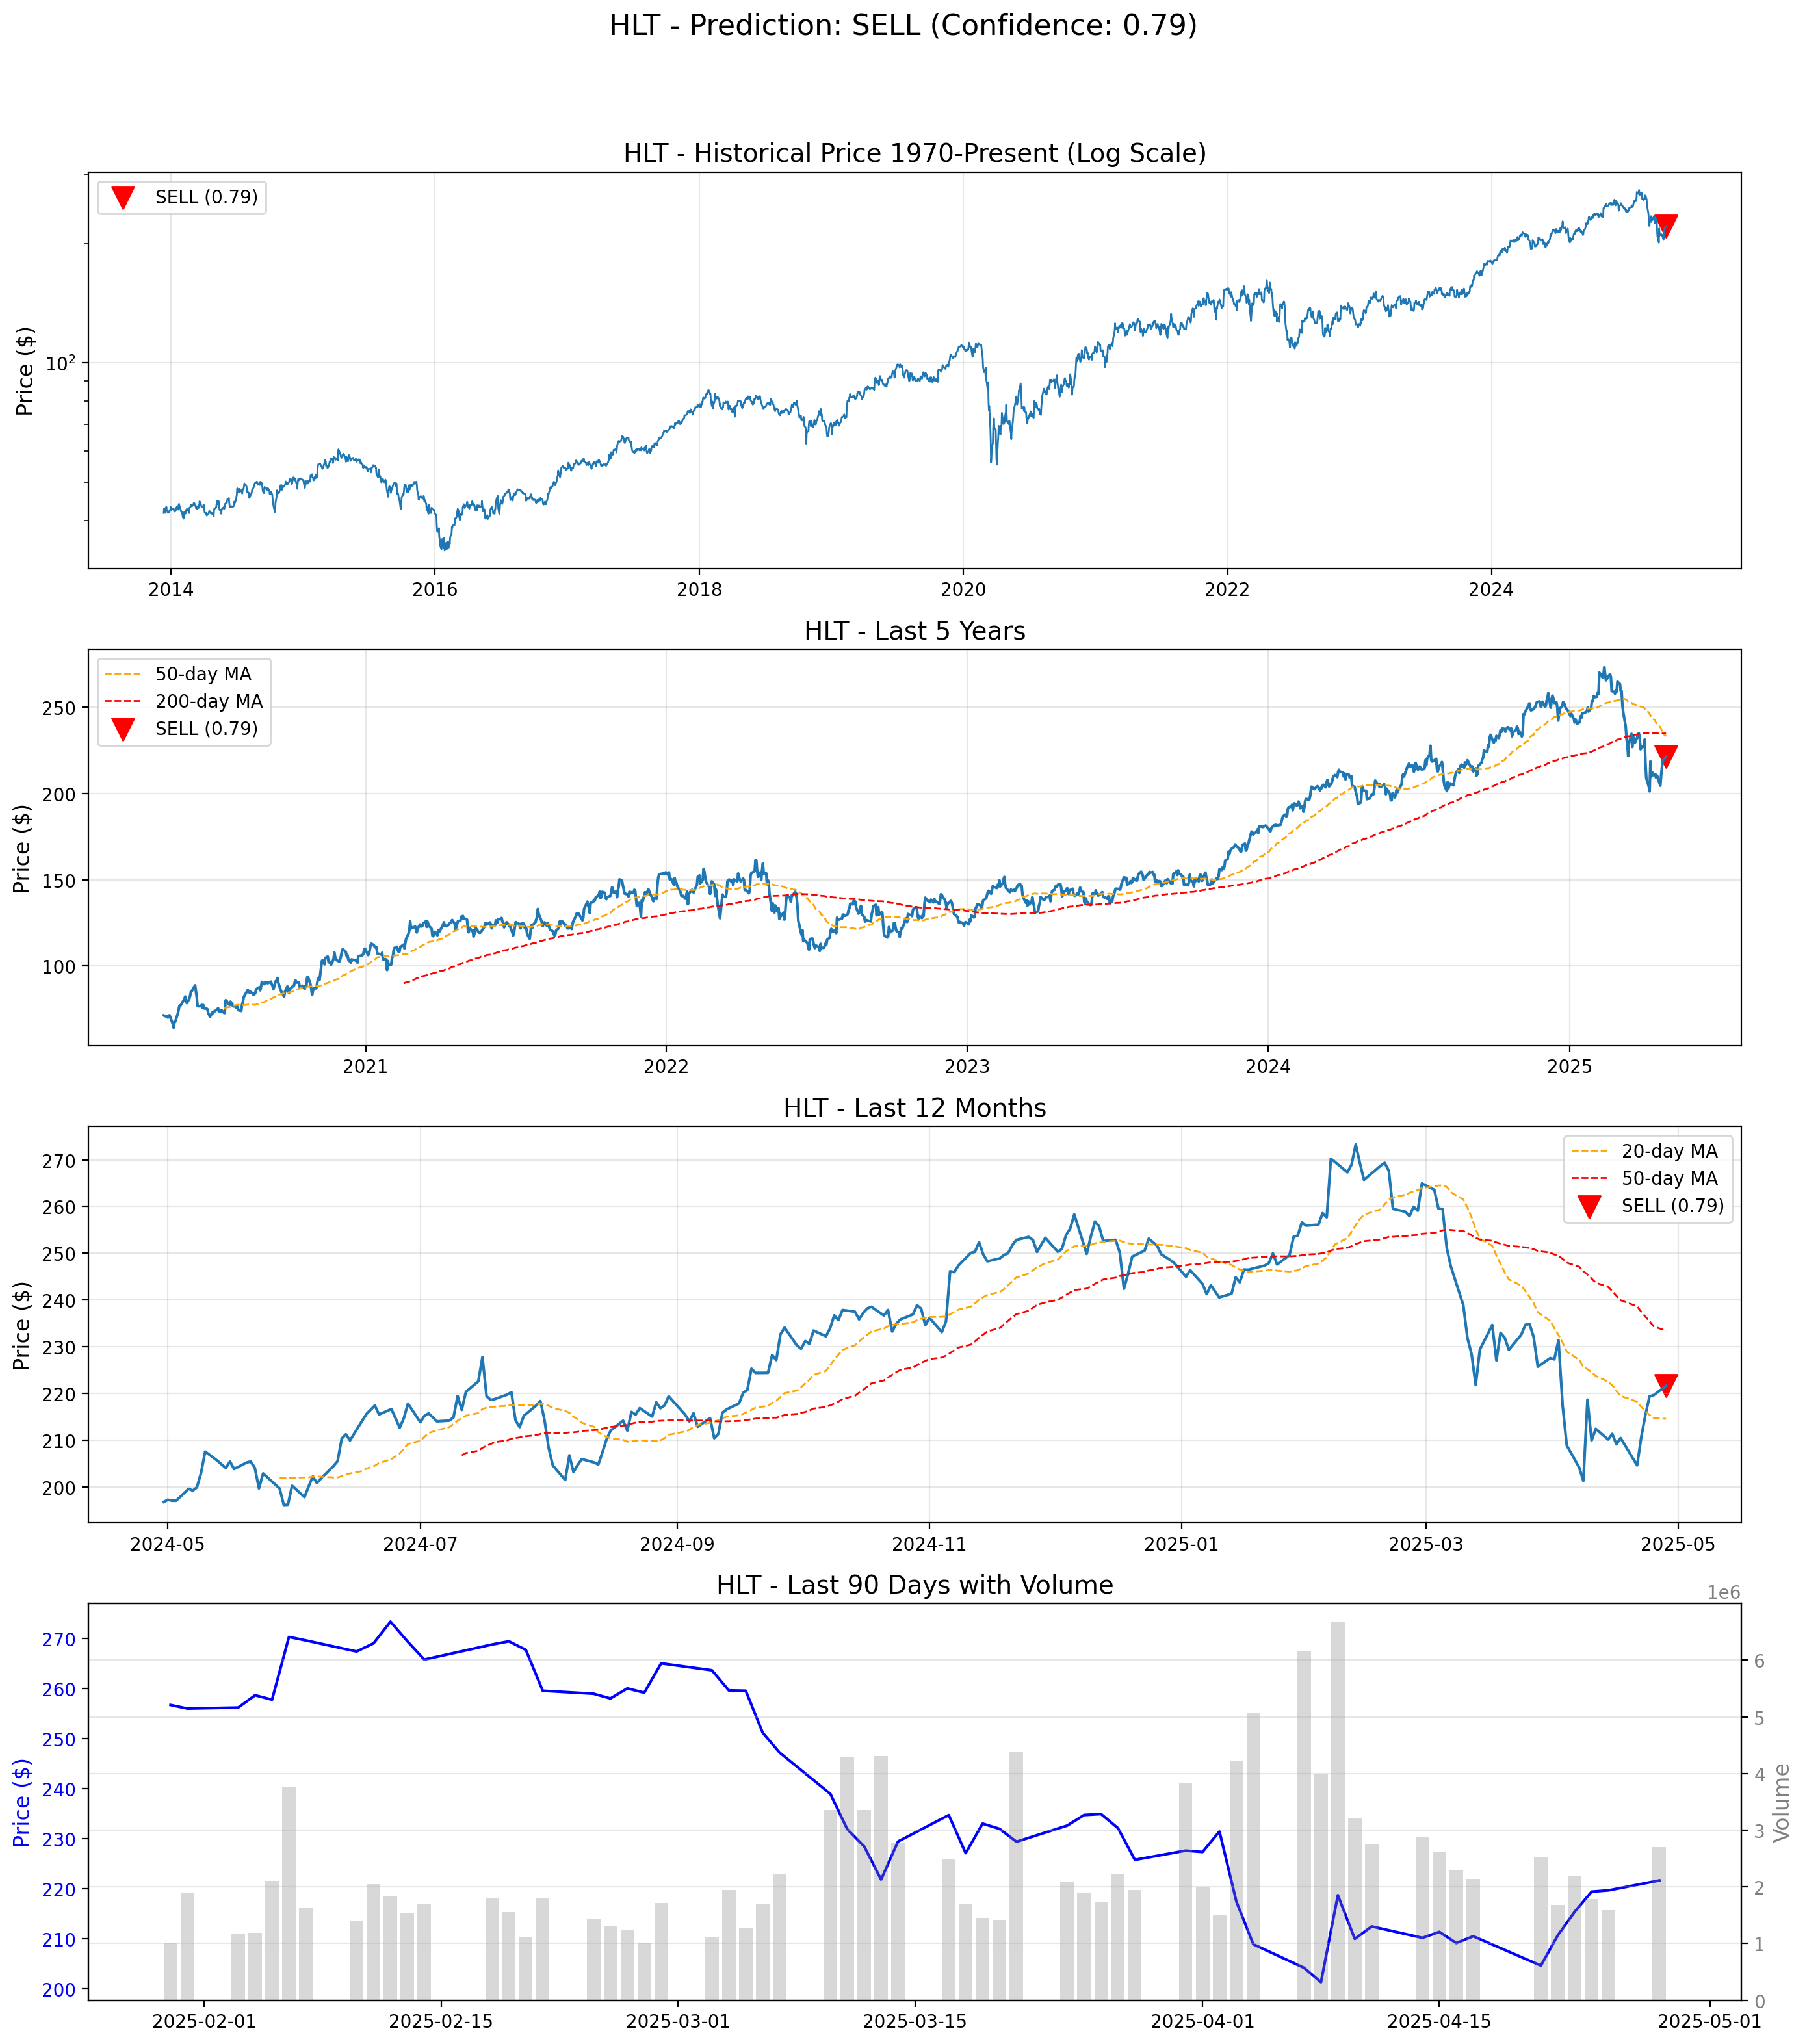 HLT - Prediction: SELL (Confidence: 0.79)
HLT - Historical Price 1970-Present (Log Scale)
SELL (0.79)
Price ($)
10²
2014 2016 2018 2020 2022 2024
HLT - Last 5 Years
50-day MA
200-day MA
SELL (0.79)
Price ($)
250
200
150
100
2021 2022 2023 2024 2025
HLT - Last 12 Months
20-day MA
50-day MA
SELL (0.79)
Price ($)
270
260
250
240
230
220
210
200
2024-05 2024-07 2024-09 2024-11 2025-01 2025-03 2025-05
HLT - Last 90 Days with Volume
1e6
Price ($)
270
260
250
240
230
220
210
200
6
5
4
3
2
1
0
Volume
2025-02-01 2025-02-15 2025-03-01 2025-03-15 2025-04-01 2025-04-15 2025-05-01